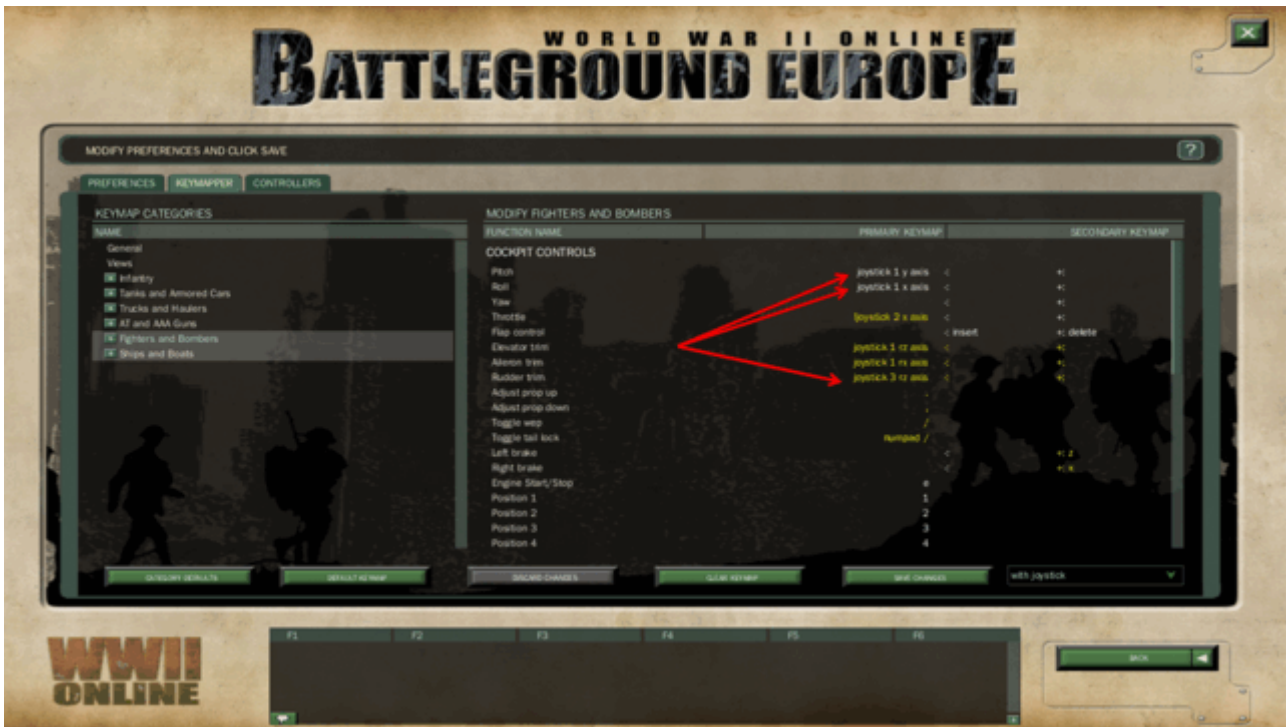 WORLD WAR II ONLINE
BATTLEGROUND EUROPE
MODIFY PREFERENCES AND CLICK SAVE ?
PREFERENCES KEYMAPPER CONTROLLERS
KEYMAP CATEGORIES MODIFY FIGHTERS AND BOMBERS
NAME FUNCTION NAME PRIMARY KEYMAP SECONDARY KEYMAP
General COCKPIT CONTROLS
Views
Infantry
Tanks and Armored Cars
Trucks and Haulers
AT and AAA Guns
Fighters and Bombers
Ships and Boats
Pitch joystick 1 y axis < +:
Roll joystick 1 x axis < +:
Yaw < +:
Throttle joystick 2 x axis < +:
Flap control < insert +: delete
Elevator trim joystick 1 rz axis < +:
Aileron trim joystick 1 rx axis < +:
Rudder trim joystick 3 rz axis < +:
Adjust prop up
Adjust prop down
Toggle wep /
Toggle tail lock numpad /
Left brake < +: z
Right brake < +: x
Engine Start/Stop e
Position 1 1
Position 2 2
Position 3 3
Position 4 4
CATEGORY DEFAULTS DEFAULT KEYMAP DISCARD CHANGES CLEAR KEYMAP SAVE CHANGES with joystick
F1 F2 F3 F4 F5 F6
WWII
ONLINE
BACK